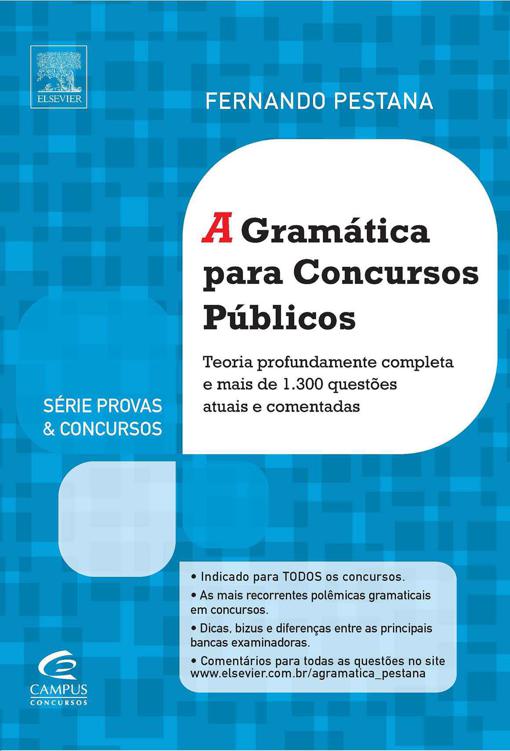 ELSEVIER
FERNANDO PESTANA
A Gramática
para Concursos
Públicos
Teoria profundamente completa
e mais de 1.300 questões
atuais e comentadas
SÉRIE PROVAS
& CONCURSOS
• Indicado para TODOS os concursos.
• As mais recorrentes polêmicas gramaticais
em concursos.
• Dicas, bizus e diferenças entre as principais
bancas examinadoras.
• Comentários para todas as questões no site
www.elsevier.com.br/agramatica_pestana
CAMPUS
CONCURSOS